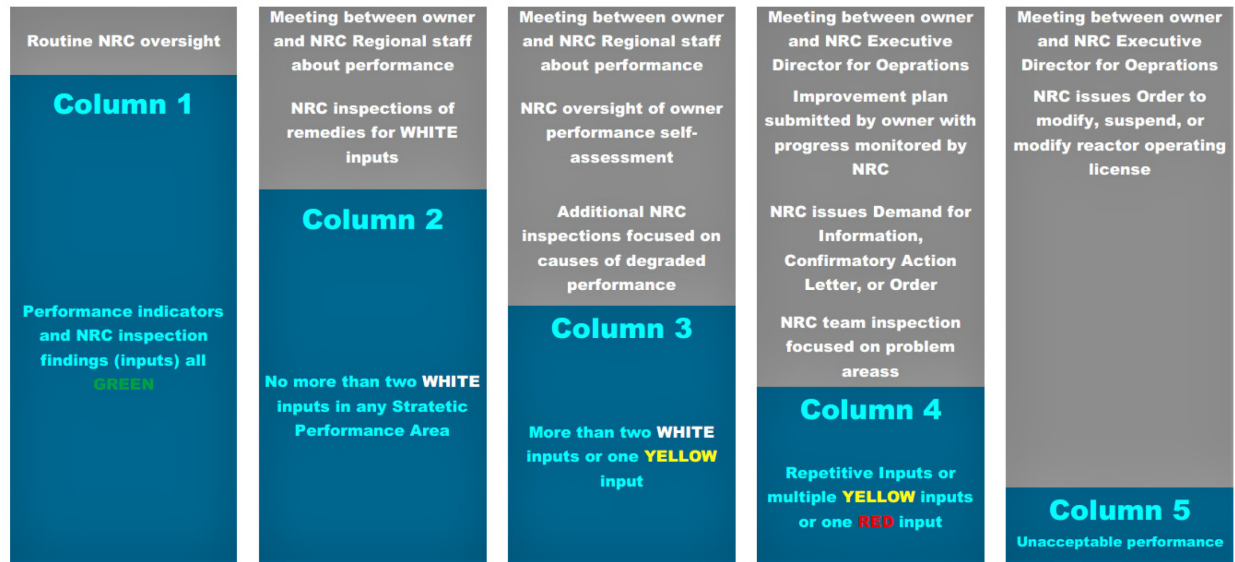 Routine NRC oversight
Column 1
Performance indicators
and NRC inspection
findings (inputs) all
GREEN
Meeting between owner
and NRC Regional staff
about performance
NRC inspections of
remedies for WHITE
inputs
Column 2
No more than two WHITE
inputs in any Stratetic
Performance Area
Meeting between owner
and NRC Regional staff
about performance
NRC oversight of owner
performance self-
assessment
Additional NRC
inspections focused on
causes of degraded
performance
Column 3
More than two WHITE
inputs or one YELLOW
input
Meeting between owner
and NRC Executive
Director for Oeprations
Improvement plan
submitted by owner with
progress monitored by
NRC
NRC issues Demand for
Information,
Confirmatory Action
Letter, or Order
NRC team inspection
focused on problem
areass
Column 4
Repetitive Inputs or
multiple YELLOW inputs
or one RED input
Meeting between owner
and NRC Executive
Director for Oeprations
NRC issues Order to
modify, suspend, or
modify reactor operating
license
Column 5
Unacceptable performance